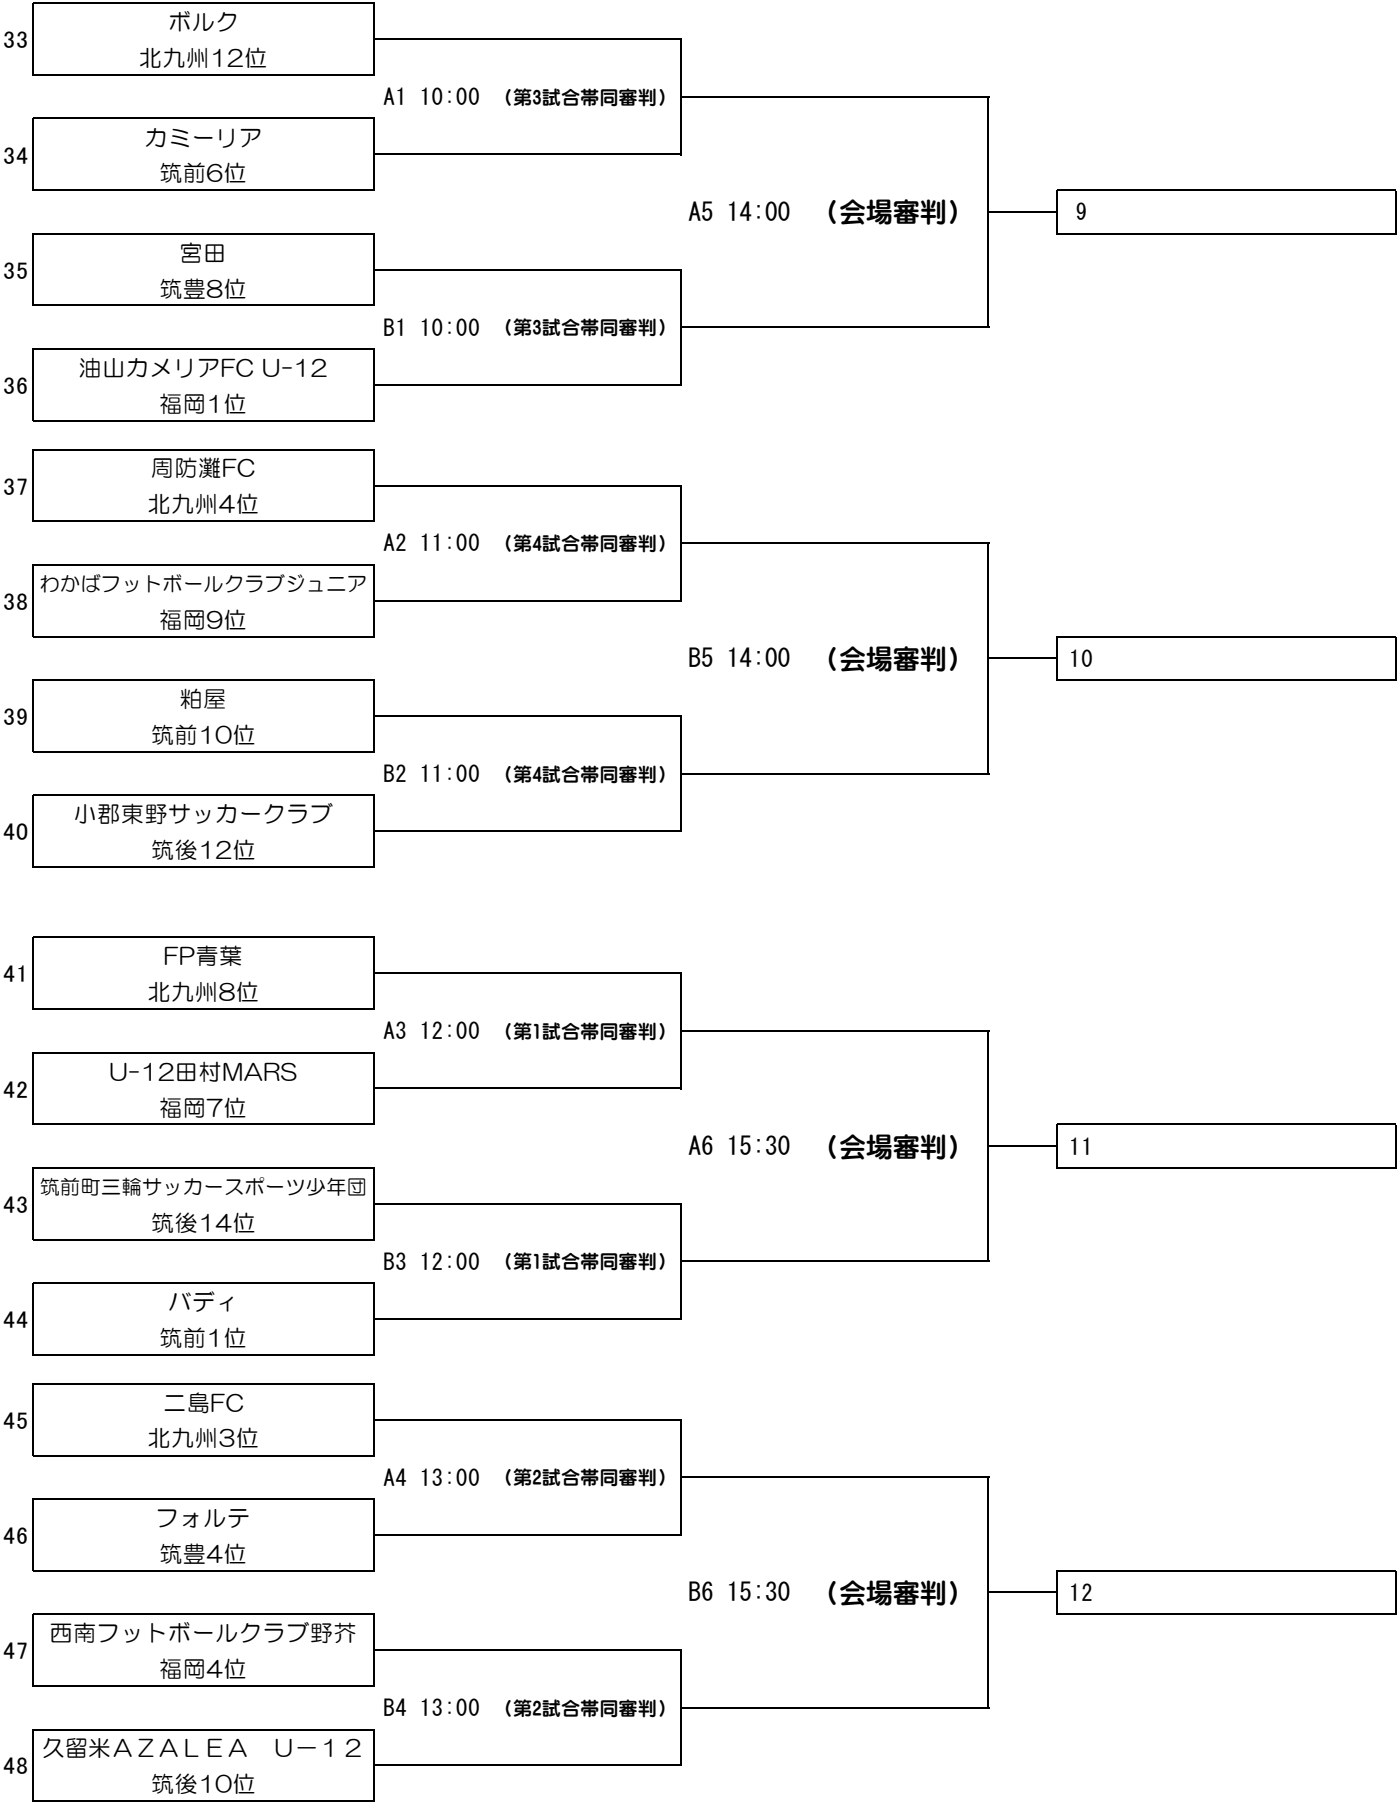 33
ボルク
北九州12位
A1 10:00 （第3試合帯同審判）
34
カミーリア
筑前6位
A5 14:00 （会場審判）
9
35
宮田
筑豊8位
B1 10:00 （第3試合帯同審判）
36
油山カメリアFC U-12
福岡1位
37
周防灘FC
北九州4位
A2 11:00 （第4試合帯同審判）
38
わかばフットボールクラブジュニア
福岡9位
B5 14:00 （会場審判）
10
39
粕屋
筑前10位
B2 11:00 （第4試合帯同審判）
40
小郡東野サッカークラブ
筑後12位
41
FP青葉
北九州8位
A3 12:00 （第1試合帯同審判）
42
U-12田村MARS
福岡7位
A6 15:30 （会場審判）
11
43
筑前町三輪サッカースポーツ少年団
筑後14位
B3 12:00 （第1試合帯同審判）
44
バディ
筑前1位
45
二島FC
北九州3位
A4 13:00 （第2試合帯同審判）
46
フォルテ
筑豊4位
B6 15:30 （会場審判）
12
47
西南フットボールクラブ野芥
福岡4位
B4 13:00 （第2試合帯同審判）
48
久留米ＡＺＡＬＥＡ　Ｕ－１２
筑後10位